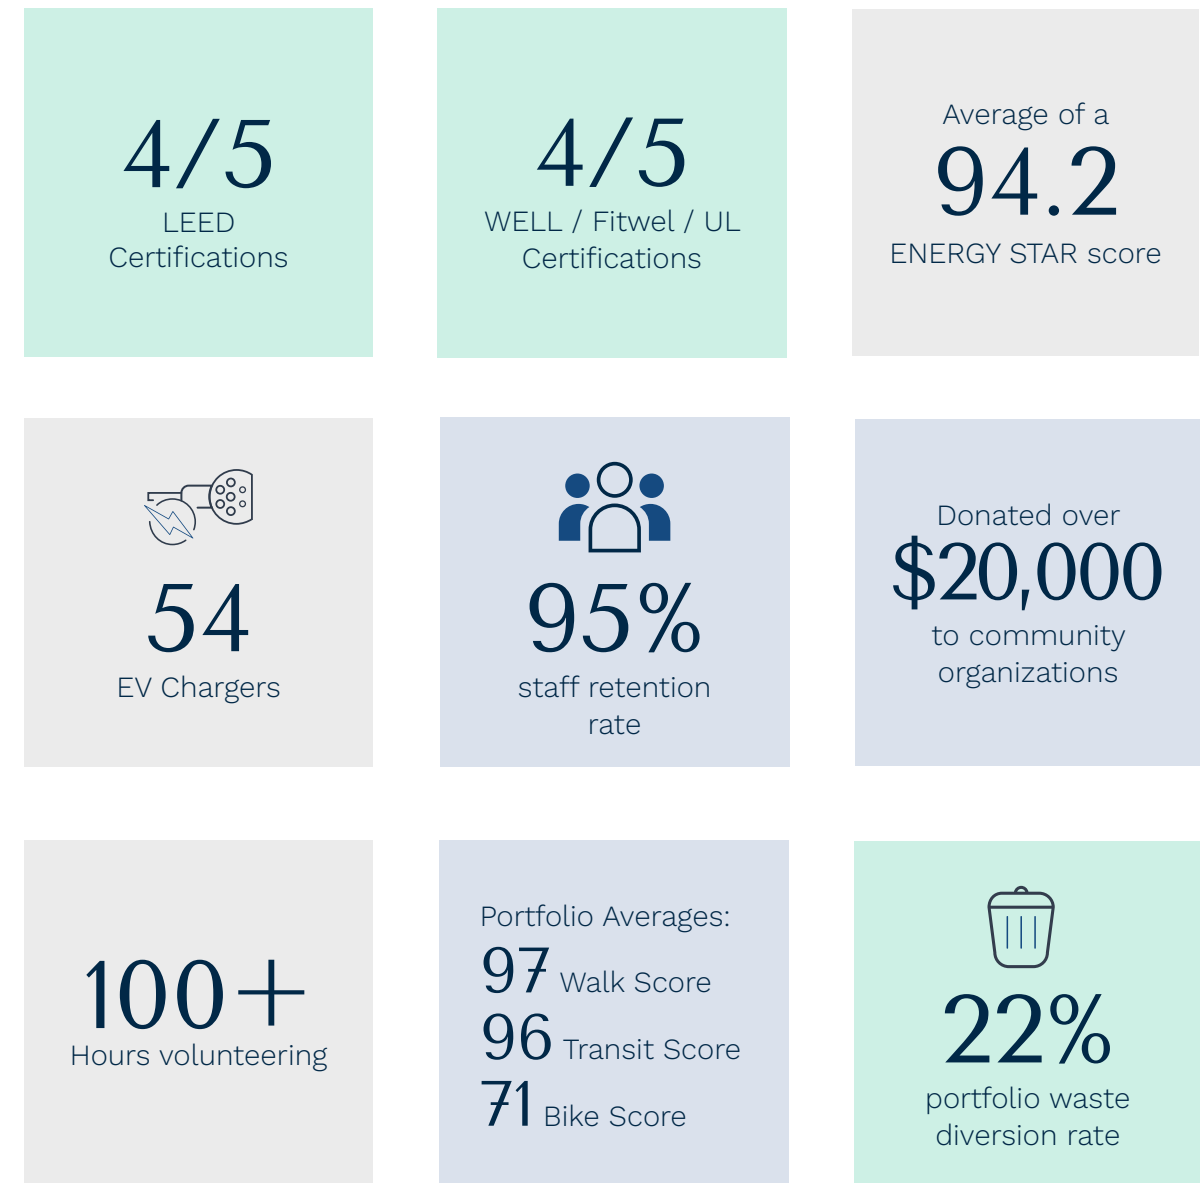 4/5
LEED
Certifications
4/5
WELL / Fitwel / UL
Certifications
Average of a
94.2
ENERGY STAR score
54
EV Chargers
95%
staff retention
rate
Donated over
$20,000
to community
organizations
100+
Hours volunteering
Portfolio Averages:
97 Walk Score
96 Transit Score
71 Bike Score
22%
portfolio waste
diversion rate